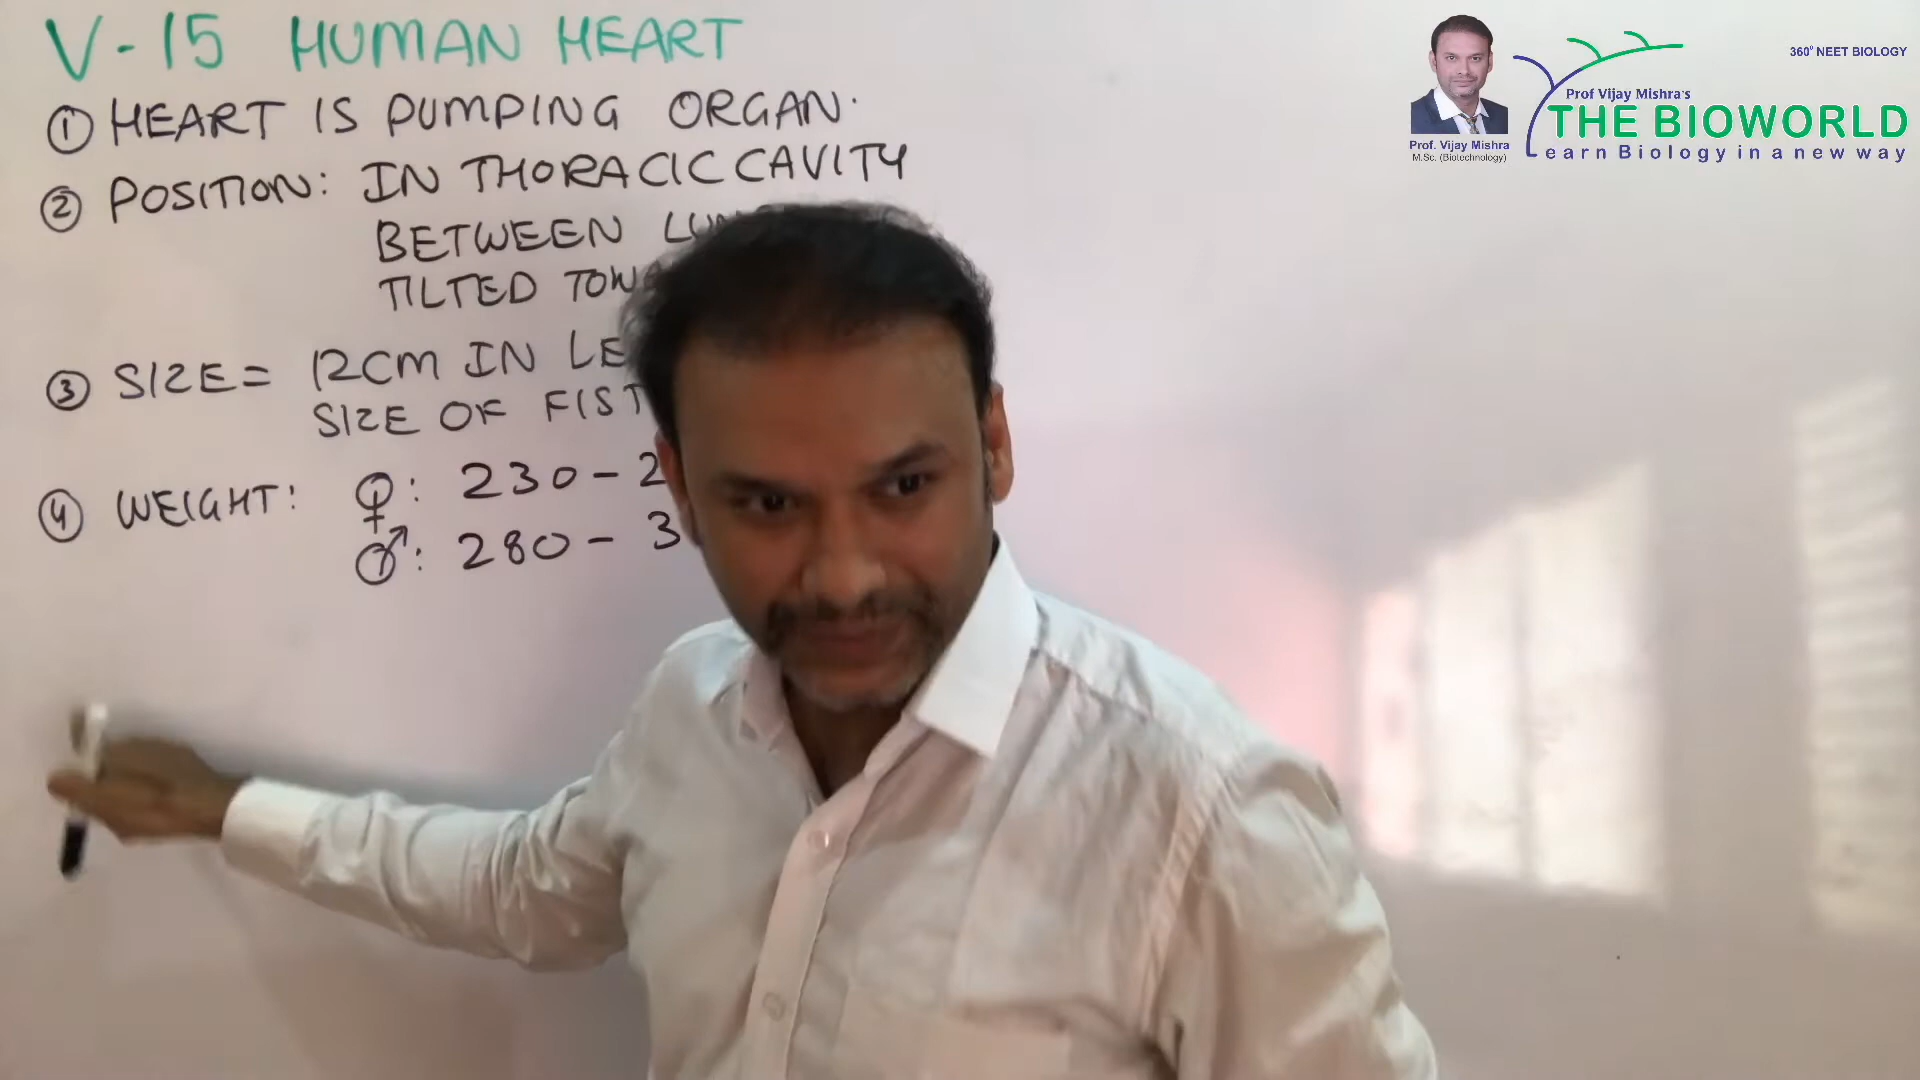 V-15 HUMAN HEART
① HEART IS PUMPING ORGAN.
② POSITION: IN THORACIC CAVITY
BETWEEN
TILTED
③ SIZE = 12CM IN
SIZE OF FIST
④ WEIGHT: ♀: 230 - 2
♂: 280 - 3
360° NEET BIOLOGY
Prof Vijay Mishra's
THE BIOWORLD
Learn Biology in a new way
Prof. Vijay Mishra
M.Sc. (Biotechnology)